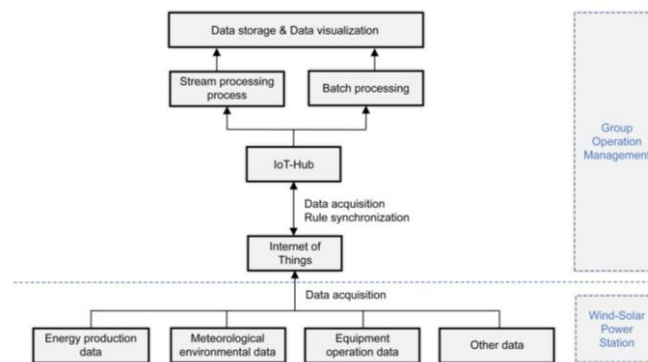 Data storage & Data visualization
Stream processing
process
Batch processing
IoT-Hub
Group
Operation
Management
Data acquisition
Rule synchronization
Internet of
Things
Data acquisition
Energy production
data
Meteorological
environmental data
Equipment
operation data
Other data
Wind-Solar
Power
Station